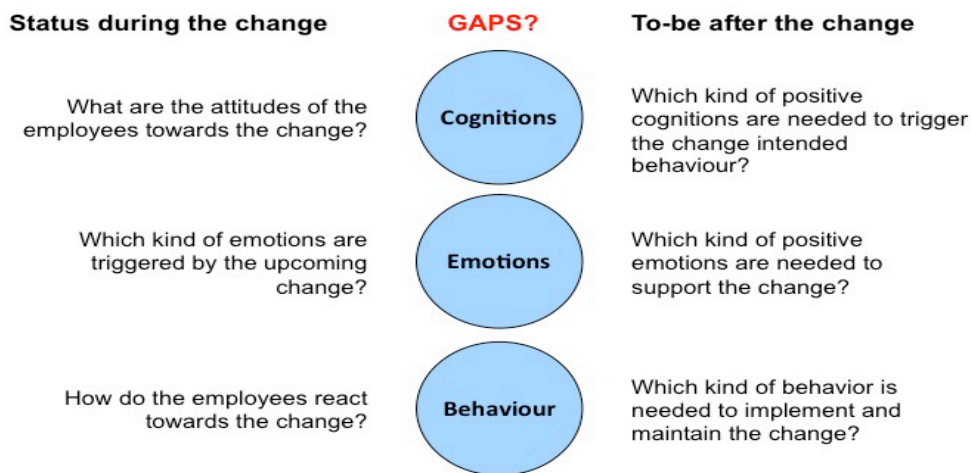 Status during the change
GAPS?
To-be after the change
What are the attitudes of the
employees towards the change?
Cognitions
Which kind of positive
cognitions are needed to trigger
the change intended
behaviour?
Which kind of emotions are
triggered by the upcoming
change?
Emotions
Which kind of positive
emotions are needed to
support the change?
How do the employees react
towards the change?
Behaviour
Which kind of behavior is
needed to implement and
maintain the change?